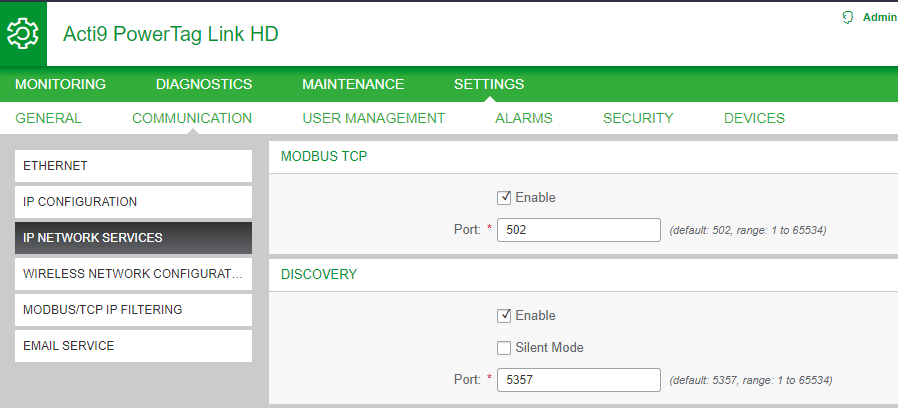 Acti9 PowerTag Link HD
Admin
MONITORING DIAGNOSTICS MAINTENANCE SETTINGS
GENERAL COMMUNICATION USER MANAGEMENT ALARMS SECURITY DEVICES
ETHERNET
IP CONFIGURATION
IP NETWORK SERVICES
WIRELESS NETWORK CONFIGURAT...
MODBUS/TCP IP FILTERING
EMAIL SERVICE
MODBUS TCP
Enable
Port: * 502 (default: 502, range: 1 to 65534)
DISCOVERY
Enable
Silent Mode
Port: * 5357 (default: 5357, range: 1 to 65534)